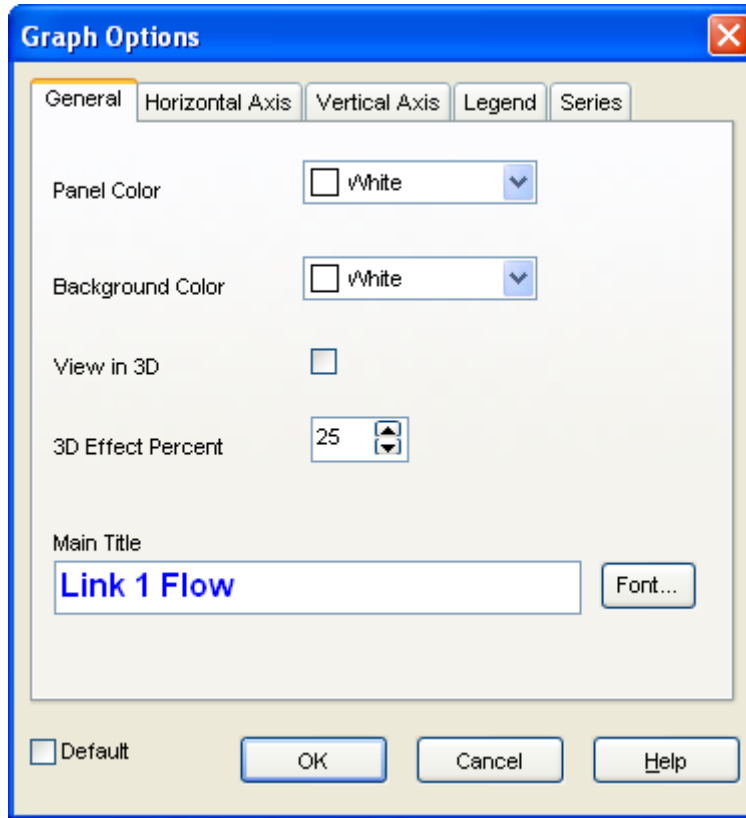 Graph Options
General Horizontal Axis Vertical Axis Legend Series
Panel Color White
Background Color White
View in 3D
3D Effect Percent 25
Main Title
Link 1 Flow Font...
Default OK Cancel Help